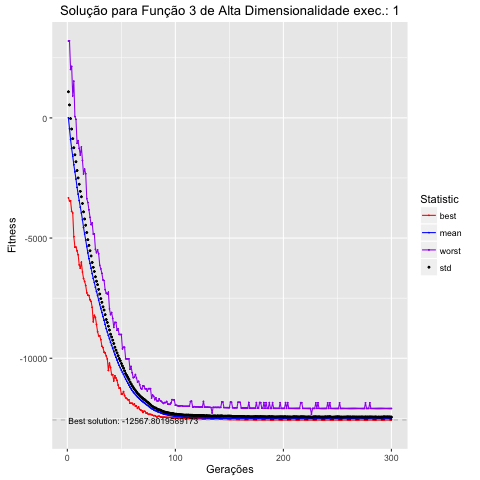 Solução para Função 3 de Alta Dimensionalidade exec.: 1
0
-5000
-10000
Fitness
Best solution: -12567.8019589173
0
100
200
300
Gerações
Statistic
best
mean
worst
std